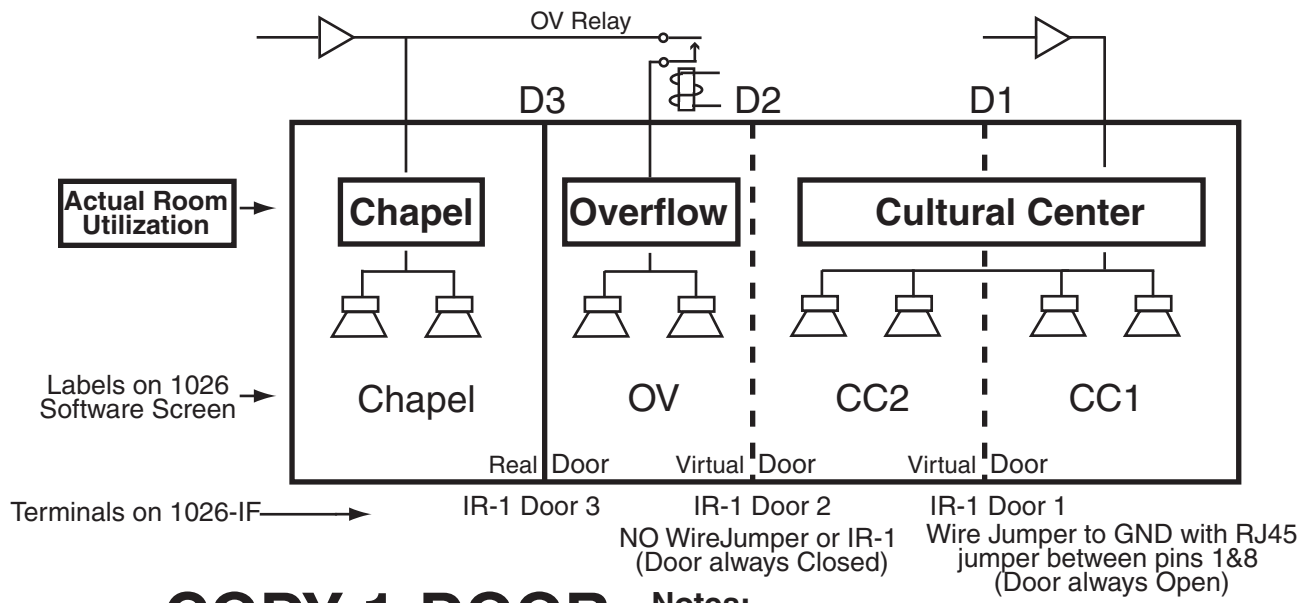 OV Relay
D3
D2
D1
Actual Room
Utilization
Chapel
Overflow
Cultural Center
Labels on 1026
Software Screen
Chapel
OV
CC2
CC1
Real Door
Virtual Door
Virtual Door
Terminals on 1026-IF
IR-1 Door 3
IR-1 Door 2
IR-1 Door 1
NO WireJumper or IR-1
(Door always Closed)
Wire Jumper to GND with RJ45
jumper between pins 1&8
(Door always Open)
COPY 1 DOOR
Notes: